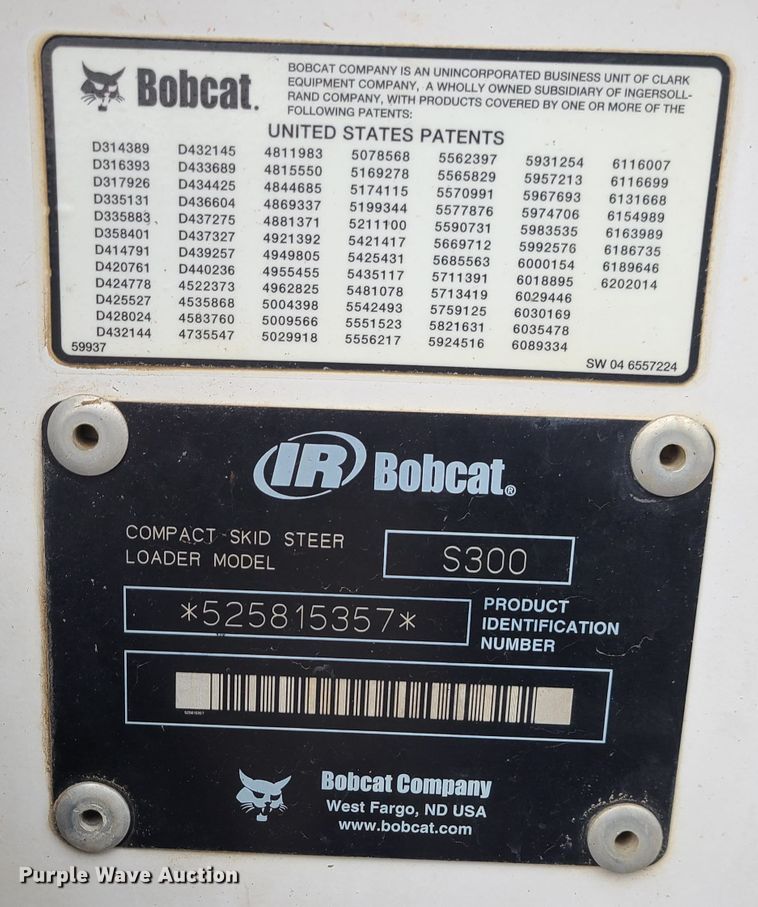 Bobcat.
BOBCAT COMPANY IS AN UNINCORPORATED BUSINESS UNIT OF CLARK
EQUIPMENT COMPANY, A WHOLLY OWNED SUBSIDIARY OF INGERSOLL-
RAND COMPANY, WITH PRODUCTS COVERED BY ONE OR MORE OF THE
FOLLOWING PATENTS:
UNITED STATES PATENTS
D314389 D432145 4811983 5078568 5562397 5931254 6116007
D316393 D433689 4815550 5169278 5565829 5957213 6116699
D317926 D434425 4844685 5174115 5570991 5967693 6131668
D335131 D436604 4869337 5199344 5577876 5974706 6154989
D335883 D437275 4881371 5211100 5590731 5983535 6163989
D358401 D437327 4921392 5421417 5669712 5992576 6186735
D414791 D439257 4949805 5425431 5685563 6000154 6189646
D420761 D440236 4955455 5435117 5711391 6018895 6202014
D424778 4522373 4962825 5481078 5713419 6029446
D425527 4535868 5004398 5542493 5759125 6030169
D428024 4583760 5009566 5551523 5821631 6035478
D432144 4735547 5029918 5556217 5924516 6089334
59937 SW 04 6557224
IR Bobcat®
COMPACT SKID STEER
LOADER MODEL
S300
*525815357*
PRODUCT
IDENTIFICATION
NUMBER
525815357
Bobcat Company
West Fargo, ND USA
www.bobcat.com
Purple Wave Auction